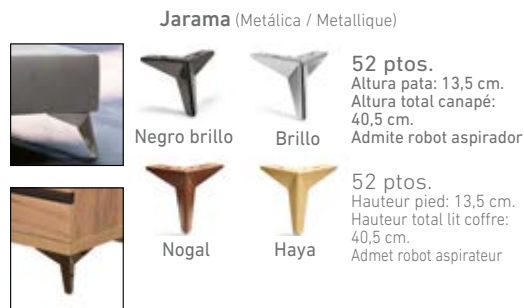 Jarama (Metálica / Metallique)
Negro brillo
Brillo
52 ptos.
Altura pata: 13,5 cm.
Altura total canapé:
40,5 cm.
Admite robot aspirador
Nogal
Haya
52 ptos.
Hauteur pied: 13,5 cm.
Hauteur total lit coffre:
40,5 cm.
Admet robot aspirateur